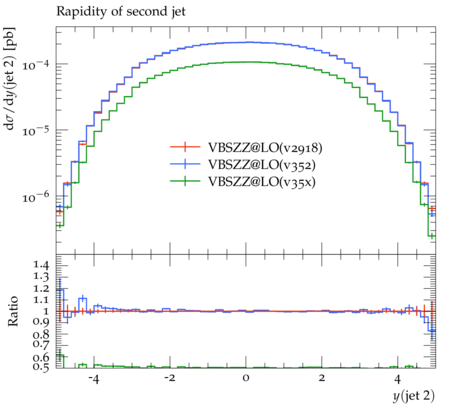 Rapidity of second jet
dσ/dy(jet 2) [pb]
10⁻⁴
10⁻⁵
10⁻⁶
VBSZZ@LO(v2918)
VBSZZ@LO(v352)
VBSZZ@LO(v35x)
Ratio
1.4
1.3
1.2
1.1
1
0.9
0.8
0.7
0.6
0.5
-4 -2 0 2 4
y(jet 2)